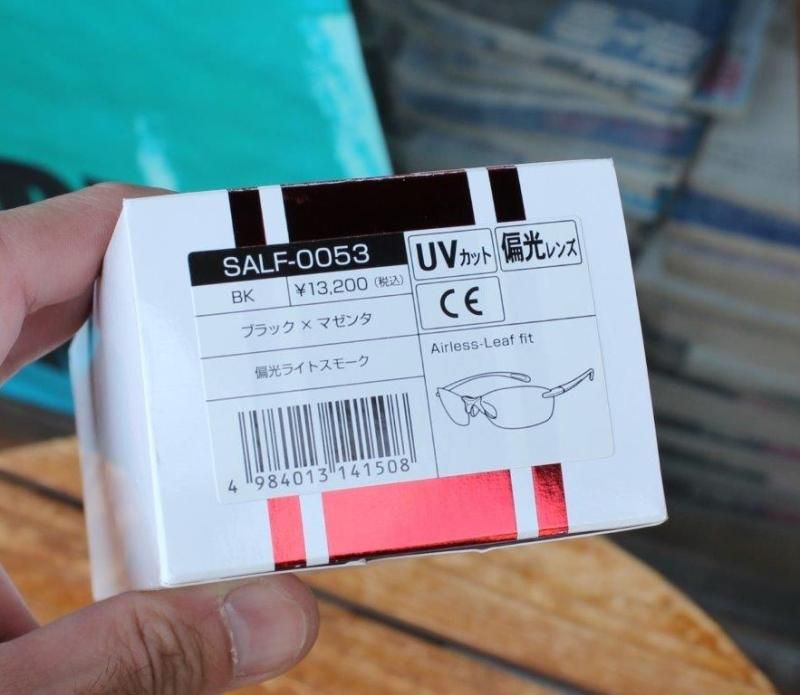 SALF-0053
BK
¥13,200(税込)
ブラック×マゼンタ
偏光ライトスモーク
4 984013 141508
UVカット
偏光レンズ
CE
Airless-Leaf fit